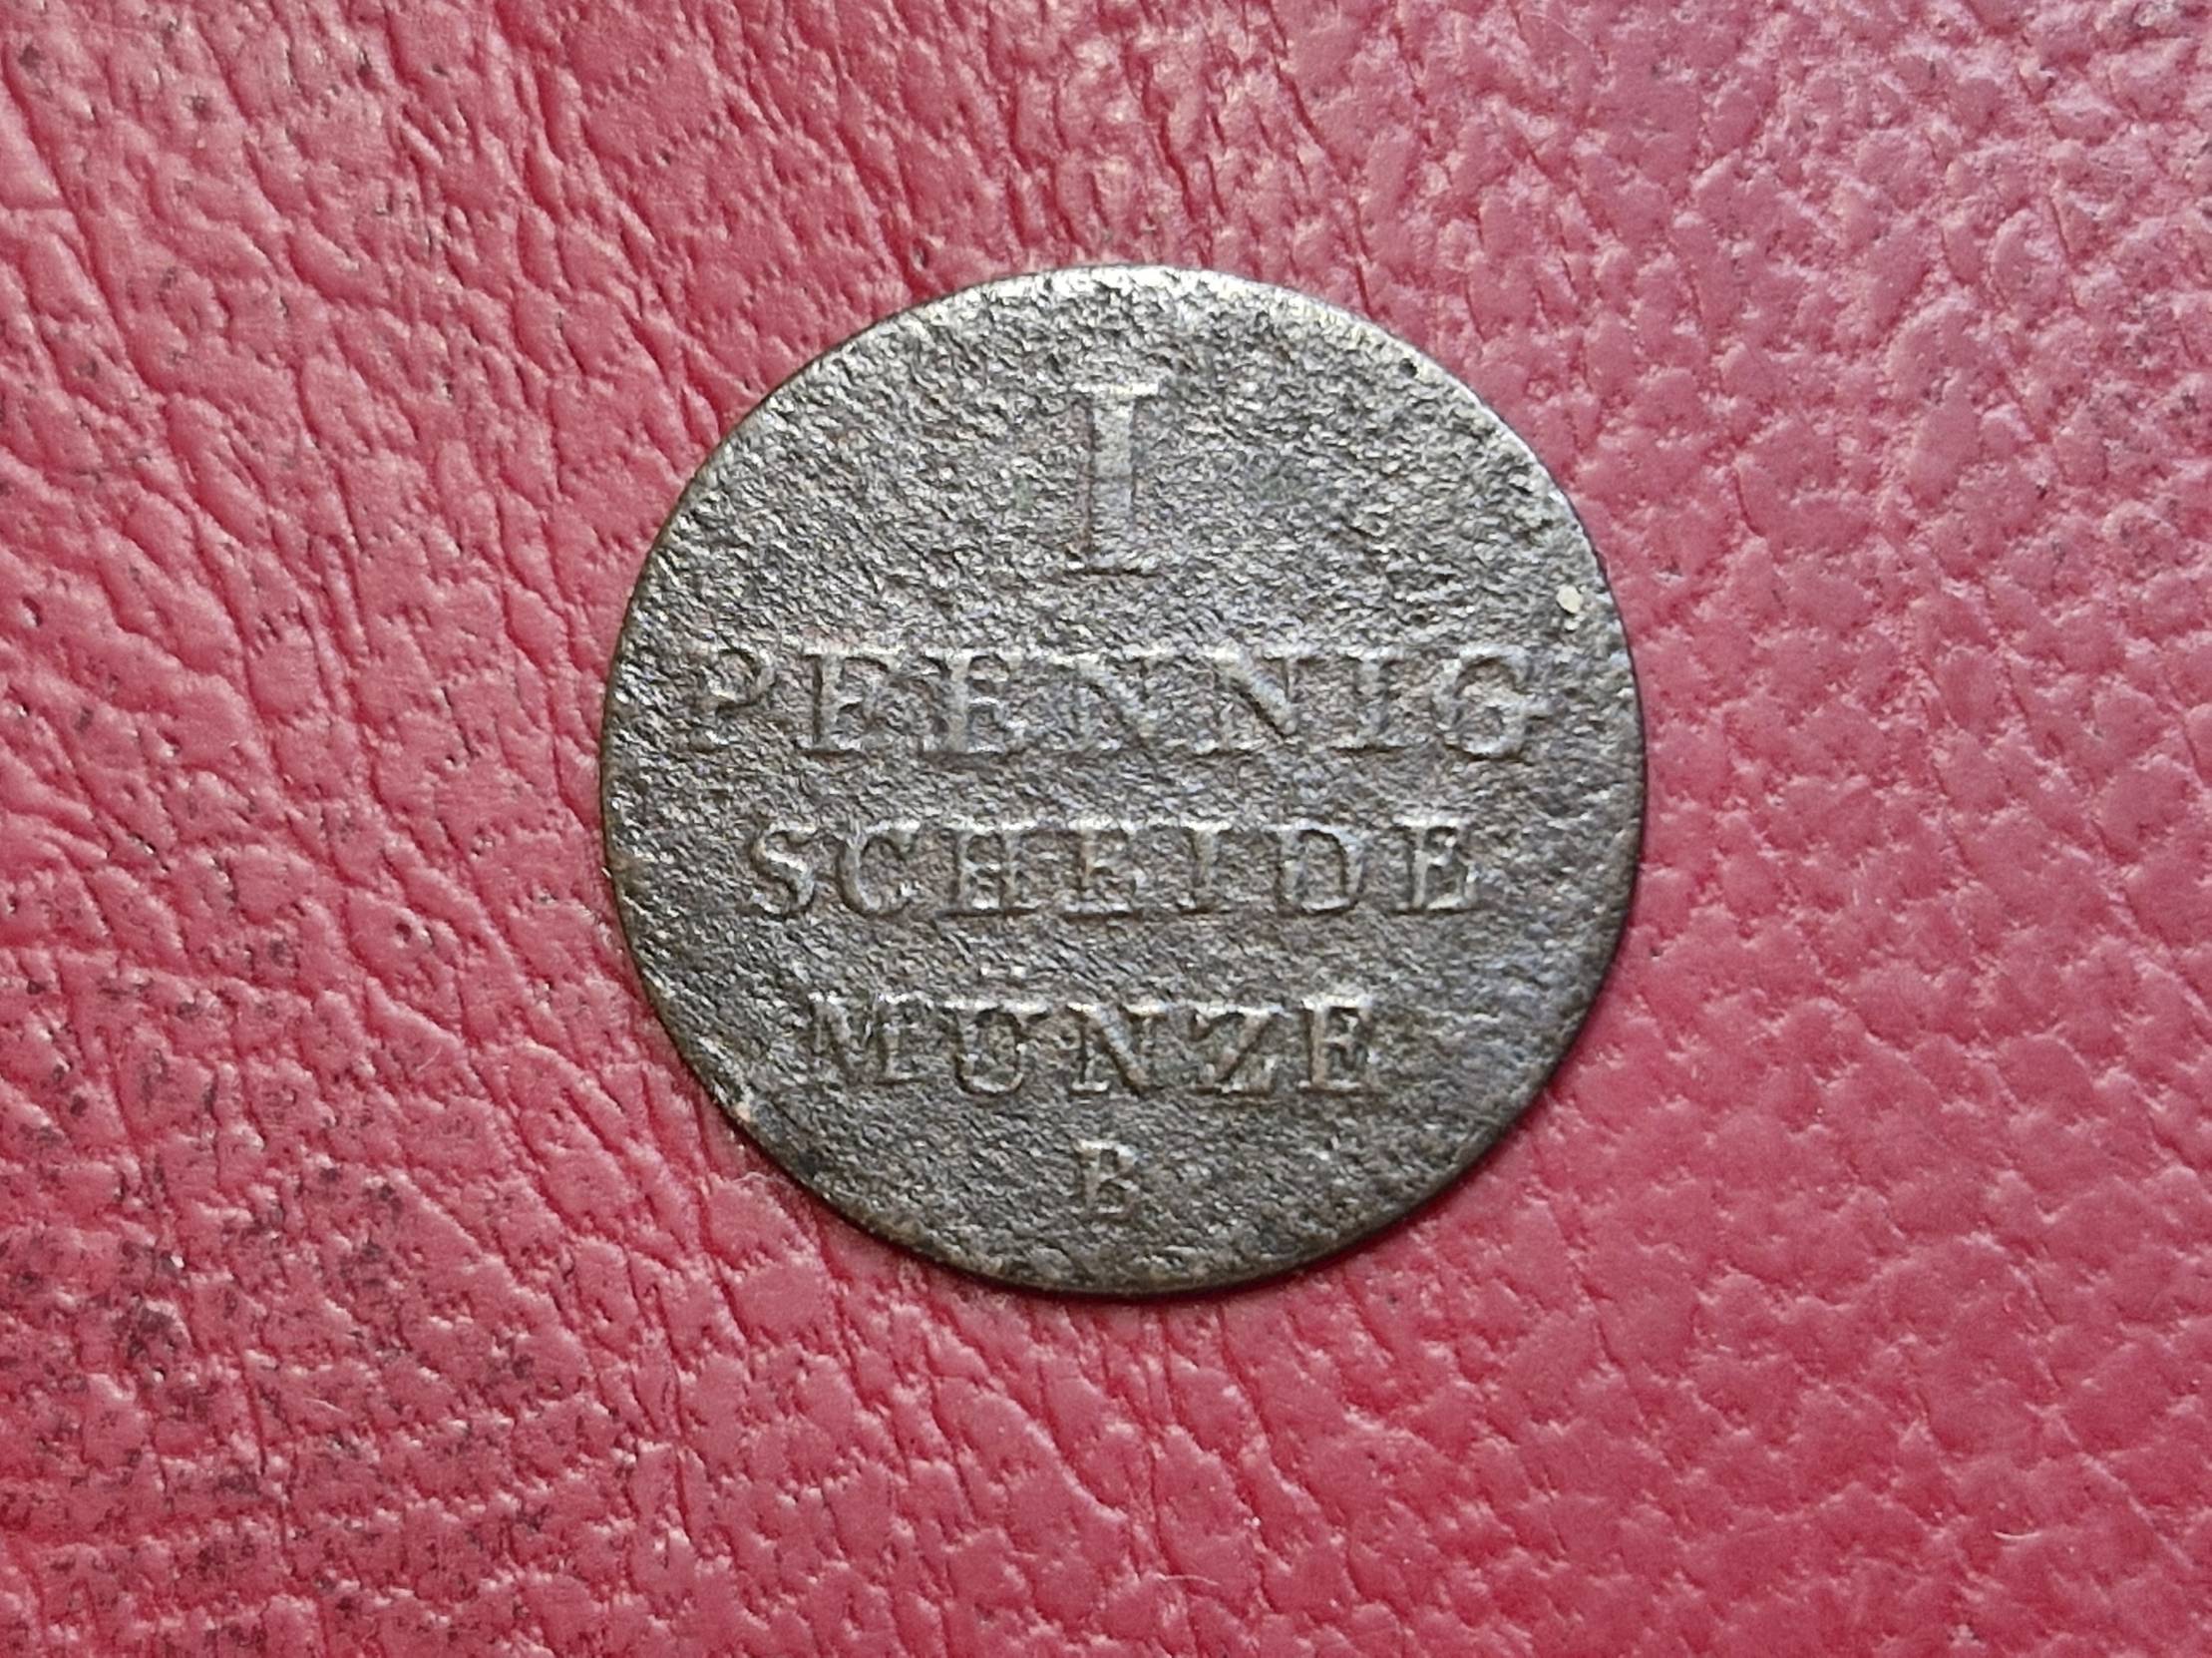 I
PFENNIG
SCHEIDE
MÜNZE
B